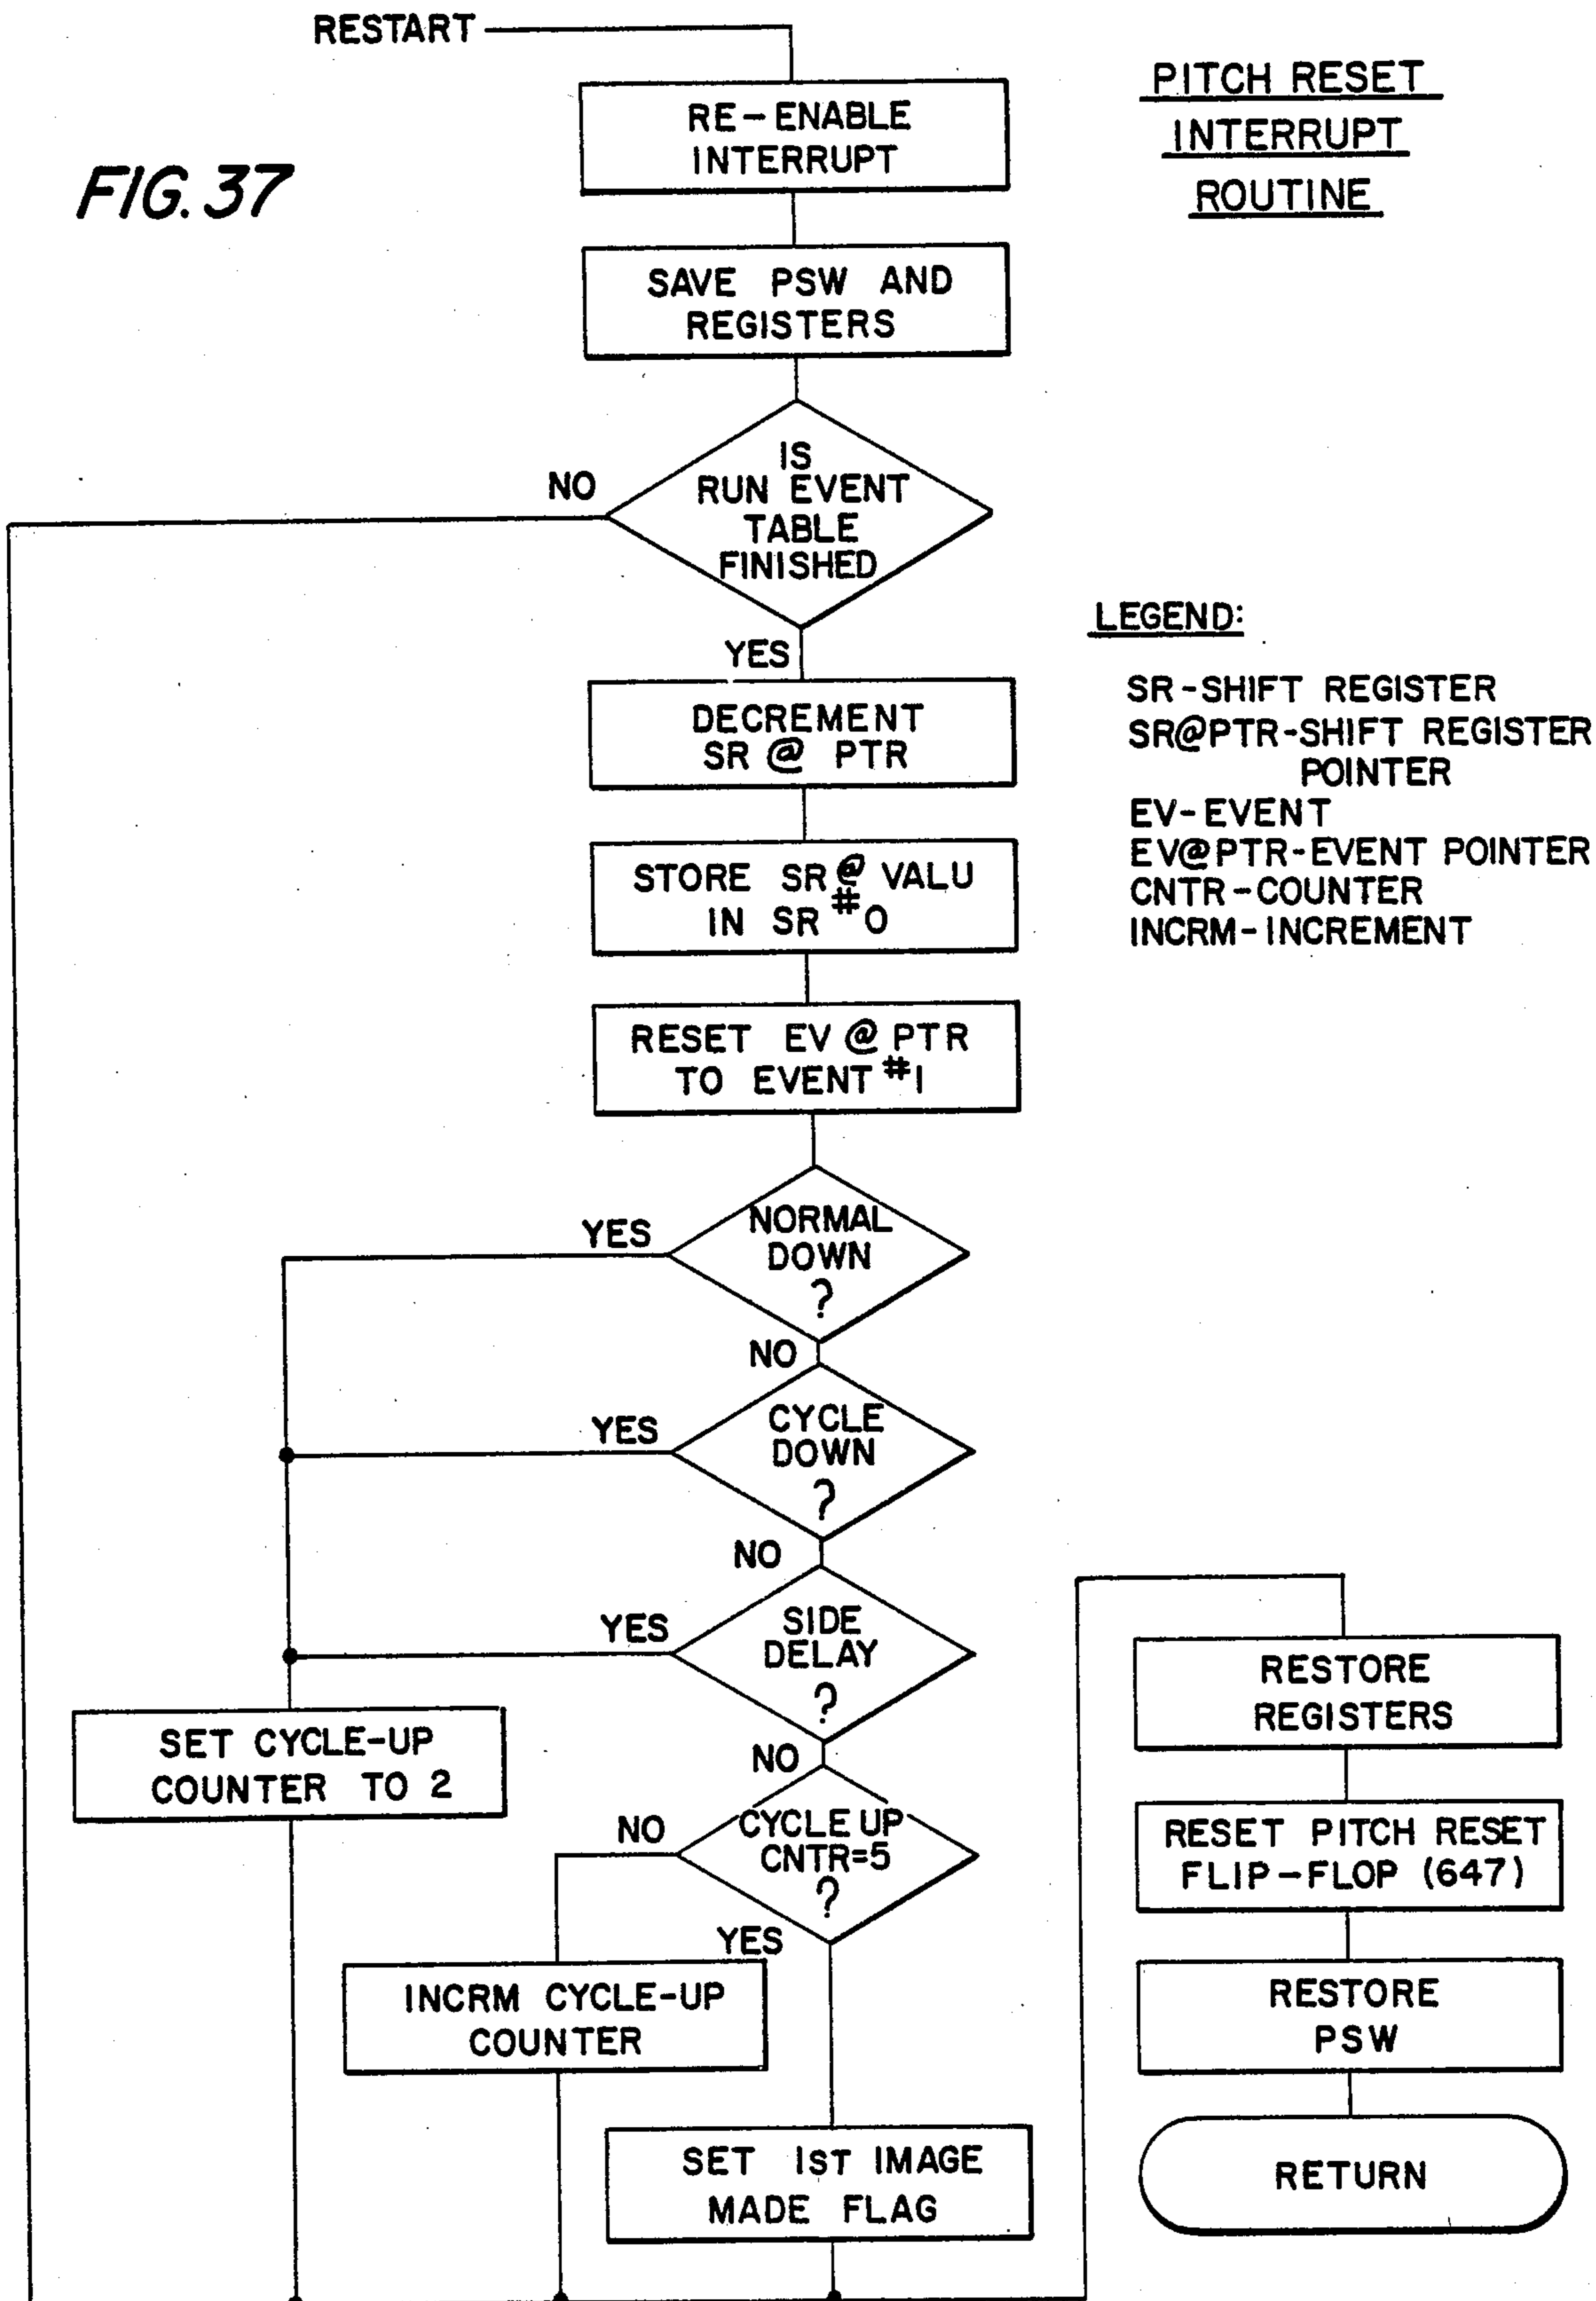 RESTART
PITCH RESET
INTERRUPT
ROUTINE
FIG. 37
RE-ENABLE
INTERRUPT
SAVE PSW AND
REGISTERS
IS
RUN EVENT
TABLE
FINISHED
NO
YES
LEGEND:
SR-SHIFT REGISTER
SR@PTR-SHIFT REGISTER
POINTER
EV-EVENT
EV@PTR-EVENT POINTER
CNTR-COUNTER
INCRM-INCREMENT
DECREMENT
SR @ PTR
STORE SR@ VALU
IN SR #0
RESET EV @ PTR
TO EVENT #1
NORMAL
DOWN
?
YES
NO
CYCLE
DOWN
?
YES
NO
SIDE
DELAY
?
YES
NO
SET CYCLE-UP
COUNTER TO 2
CYCLE UP
CNTR=5
?
NO
YES
INCRM CYCLE-UP
COUNTER
SET 1ST IMAGE
MADE FLAG
RESTORE
REGISTERS
RESET PITCH RESET
FLIP-FLOP (647)
RESTORE
PSW
RETURN